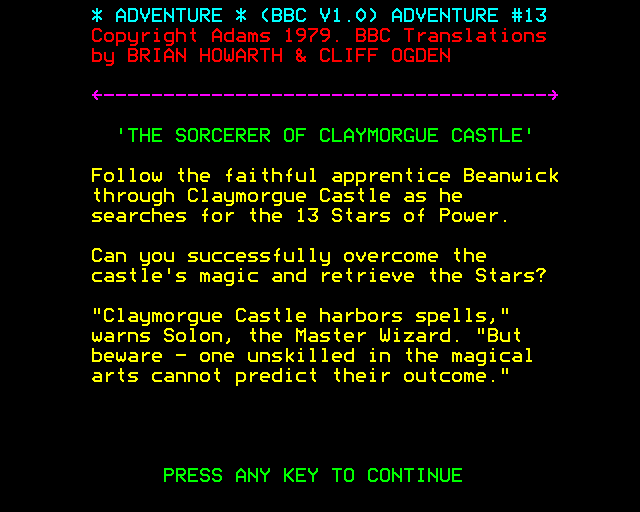 * ADVENTURE * (BBC V1.0) ADVENTURE #13
Copyright Adams 1979. BBC Translations
by BRIAN HOWARTH & CLIFF OGDEN
'THE SORCERER OF CLAYMORGUE CASTLE'
Follow the faithful apprentice Beanwick
through Claymorgue Castle as he
searches for the 13 Stars of Power.
Can you successfully overcome the
castle's magic and retrieve the Stars?
"Claymorgue Castle harbors spells,"
warns Solon, the Master Wizard. "But
beware - one unskilled in the magical
arts cannot predict their outcome."
PRESS ANY KEY TO CONTINUE